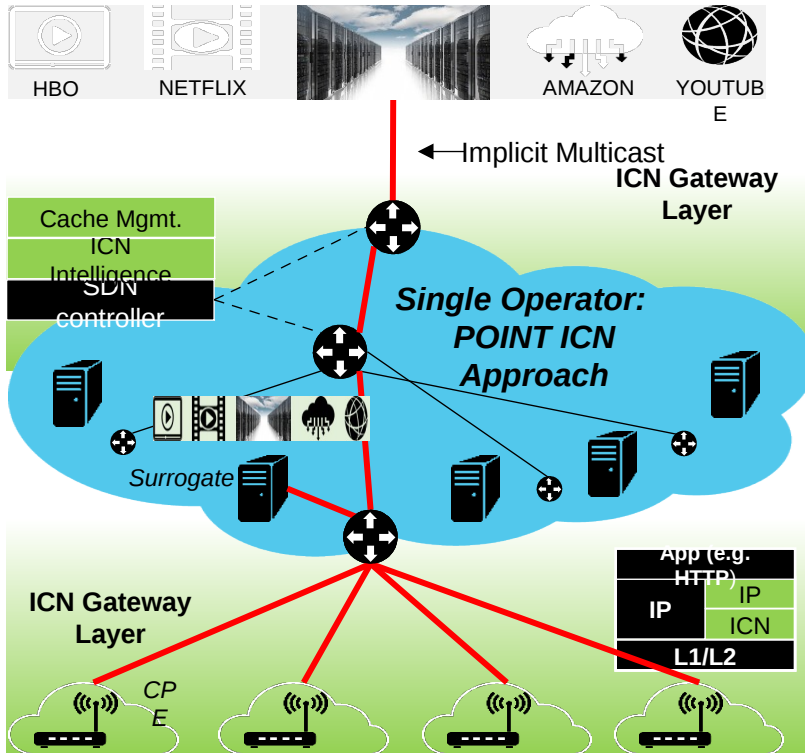 HBO
NETFLIX
AMAZON
YOUTUB
E
Implicit Multicast
ICN Gateway
Layer
Cache Mgmt.
ICN
Intelligence
SDN
controller
Single Operator:
POINT ICN
Approach
Surrogate
ICN Gateway
Layer
App (e.g.
HTTP)
IP
IP
ICN
L1/L2
CP
E